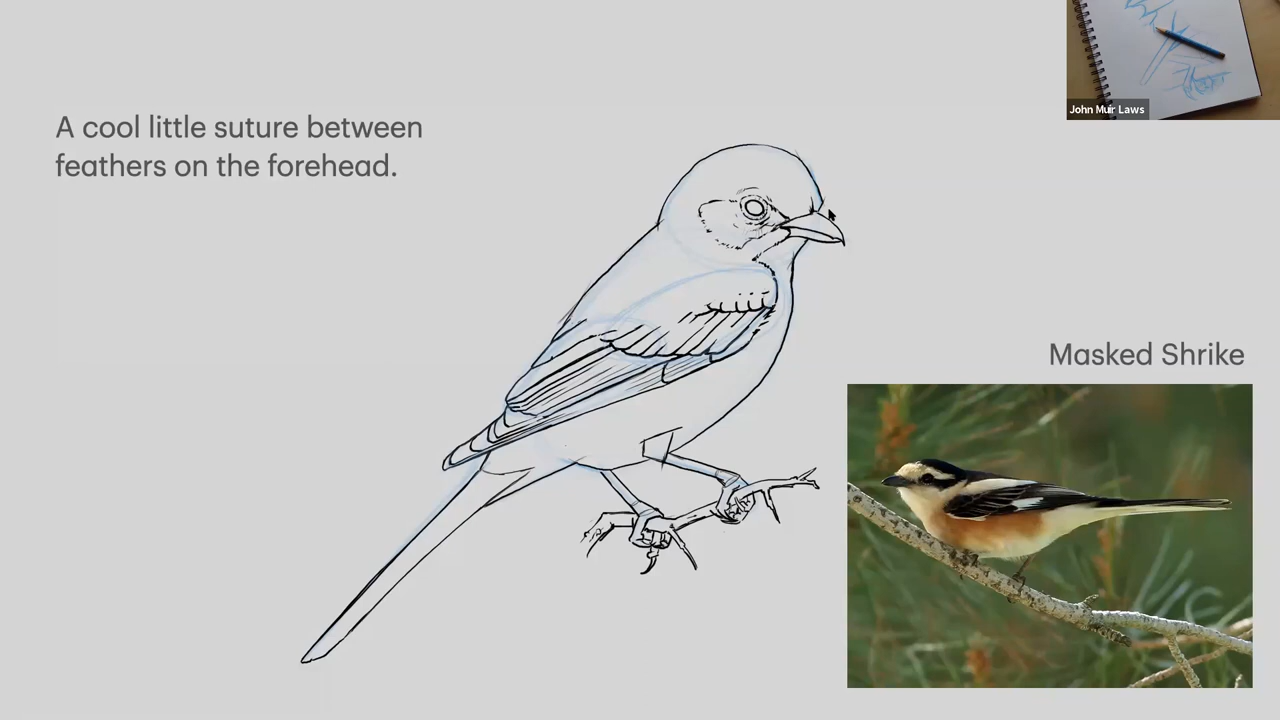 A cool little suture between
feathers on the forehead.
John Muir Laws
Masked Shrike